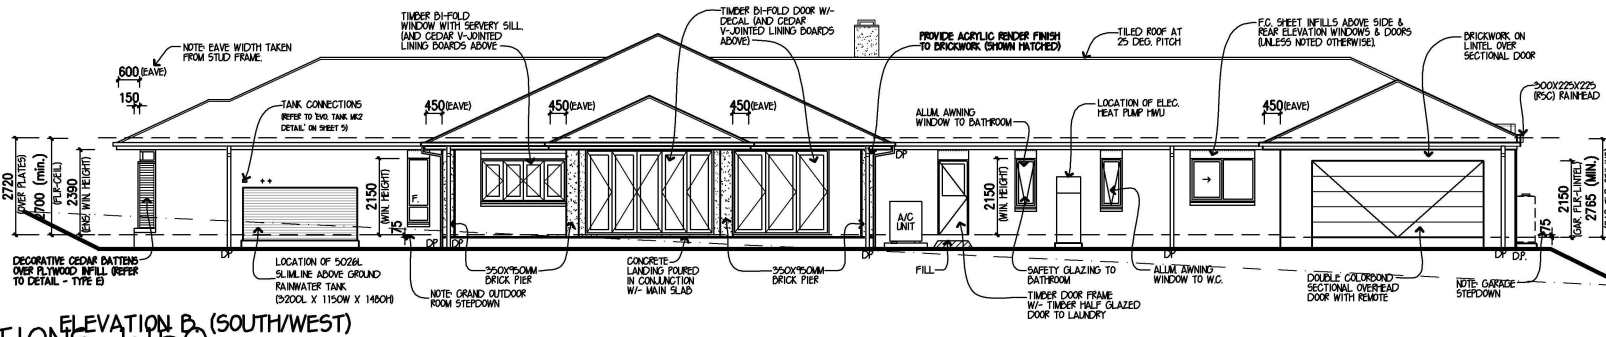 NOTE: EAVE WIDTH TAKEN
FROM STUD FRAME.
600 (EAVE)
150
TIMBER BI-FOLD
WINDOW WITH SERVERY SILL.
(AND CEDAR V-JOINTED
LINING BOARDS ABOVE
TIMBER BI-FOLD DOOR W/-
DECAL (AND CEDAR
V-JOINTED LINING BOARDS
ABOVE)
PROVIDE ACRYLIC RENDER FINISH
TO BRICKWORK (SHOWN HATCHED)
TILED ROOF AT
25 DEG. PITCH
F.C. SHEET INFILLS ABOVE SIDE &
REAR ELEVATION WINDOWS & DOORS
(UNLESS NOTED OTHERWISE).
BRICKWORK ON
LINTEL OVER
SECTIONAL DOOR
300X225X225
(RSC) RAINHEAD
TANK CONNECTIONS
(REFER TO 'EVO. TANK MK2
DETAIL' ON SHEET 5)
450(EAVE)
450(EAVE)
450(EAVE)
ALUM. AWNING
WINDOW TO BATHROOM
LOCATION OF ELEC.
HEAT PUMP HWU
450(EAVE)
2720
(OVER PLATES)
2700 (min.)
(FLR-CEIL)
2390
(ENS. WIN. HEIGHT)
2150
(WIN. HEIGHT)
75
F.
DP
DP
DP
DP
DP
A/C
UNIT
2150
(WIN. HEIGHT)
DP
DP
2150
(GAR. FLR-LINTEL)
2765 (MIN.)
75
DP
D.P.
DECORATIVE CEDAR BATTENS
OVER PLYWOOD INFILL (REFER
TO DETAIL - TYPE E)
LOCATION OF 5026L
SLIMLINE ABOVE GROUND
RAINWATER TANK
(3200L X 1150W X 1460H)
NOTE: GRAND OUTDOOR
ROOM STEPDOWN
350X950MM
BRICK PIER
CONCRETE
LANDING POURED
IN CONJUNCTION
W/- MAIN SLAB
350X950MM
BRICK PIER
FILL
SAFETY GLAZING TO
BATHROOM
TIMBER DOOR FRAME
W/- TIMBER HALF GLAZED
DOOR TO LAUNDRY
ALUM. AWNING
WINDOW TO W.C.
DOUBLE COLORBOND
SECTIONAL OVERHEAD
DOOR WITH REMOTE
NOTE: GARAGE
STEPDOWN
ELEVATION B (SOUTH/WEST)